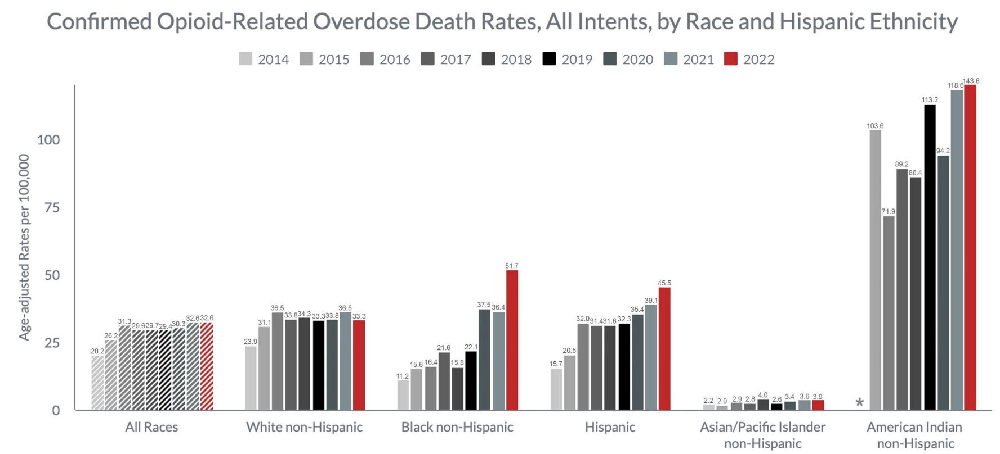 Confirmed Opioid-Related Overdose Death Rates, All Intents, by Race and Hispanic Ethnicity
2014 2015 2016 2017 2018 2019 2020 2021 2022
Age-adjusted Rates per 100,000
100
75
50
25
0
20.2 26.2 31.3 29.6 29.7 29.4 30.3 32.6 32.6
23.9 31.1 36.5 33.8 34.3 33.3 33.8 36.5 33.3
11.2 15.6 16.4 21.6 15.8 22.1 37.5 36.4 51.7
15.7 20.5 32.0 31.4 31.6 32.3 35.4 39.1 45.5
2.2 2.0 2.9 2.8 4.0 2.6 3.4 3.6 3.9
* 103.6 71.9 89.2 86.4 113.2 94.2 118.6 143.6
All Races
White non-Hispanic
Black non-Hispanic
Hispanic
Asian/Pacific Islander
non-Hispanic
American Indian
non-Hispanic